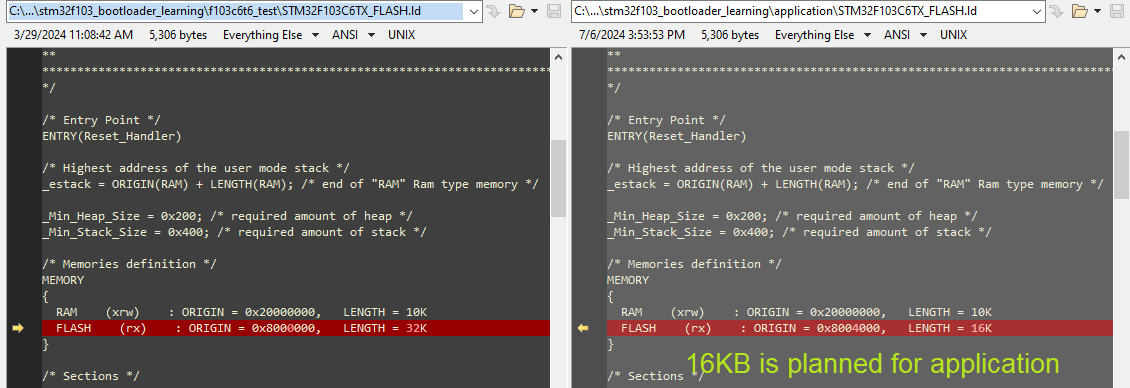 C:\...\stm32f103_bootloader_learning\f103c6t6_test\STM32F103C6TX_FLASH.ld
3/29/2024 11:08:42 AM 5,306 bytes Everything Else ANSI UNIX
**
******************************************************************************
*/
/* Entry Point */
ENTRY(Reset_Handler)
/* Highest address of the user mode stack */
_estack = ORIGIN(RAM) + LENGTH(RAM); /* end of "RAM" Ram type memory */
_Min_Heap_Size = 0x200; /* required amount of heap */
_Min_Stack_Size = 0x400; /* required amount of stack */
/* Memories definition */
MEMORY
{
RAM (xrw) : ORIGIN = 0x20000000, LENGTH = 10K
FLASH (rx) : ORIGIN = 0x8000000, LENGTH = 32K
}
/* Sections */
C:\...\stm32f103_bootloader_learning\application\STM32F103C6TX_FLASH.ld
7/6/2024 3:53:53 PM 5,306 bytes Everything Else ANSI UNIX
**
******************************************************************************
*/
/* Entry Point */
ENTRY(Reset_Handler)
/* Highest address of the user mode stack */
_estack = ORIGIN(RAM) + LENGTH(RAM); /* end of "RAM" Ram type memory */
_Min_Heap_Size = 0x200; /* required amount of heap */
_Min_Stack_Size = 0x400; /* required amount of stack */
/* Memories definition */
MEMORY
{
RAM (xrw) : ORIGIN = 0x20000000, LENGTH = 10K
FLASH (rx) : ORIGIN = 0x8004000, LENGTH = 16K
}
16KB is planned for application
/* Sections */